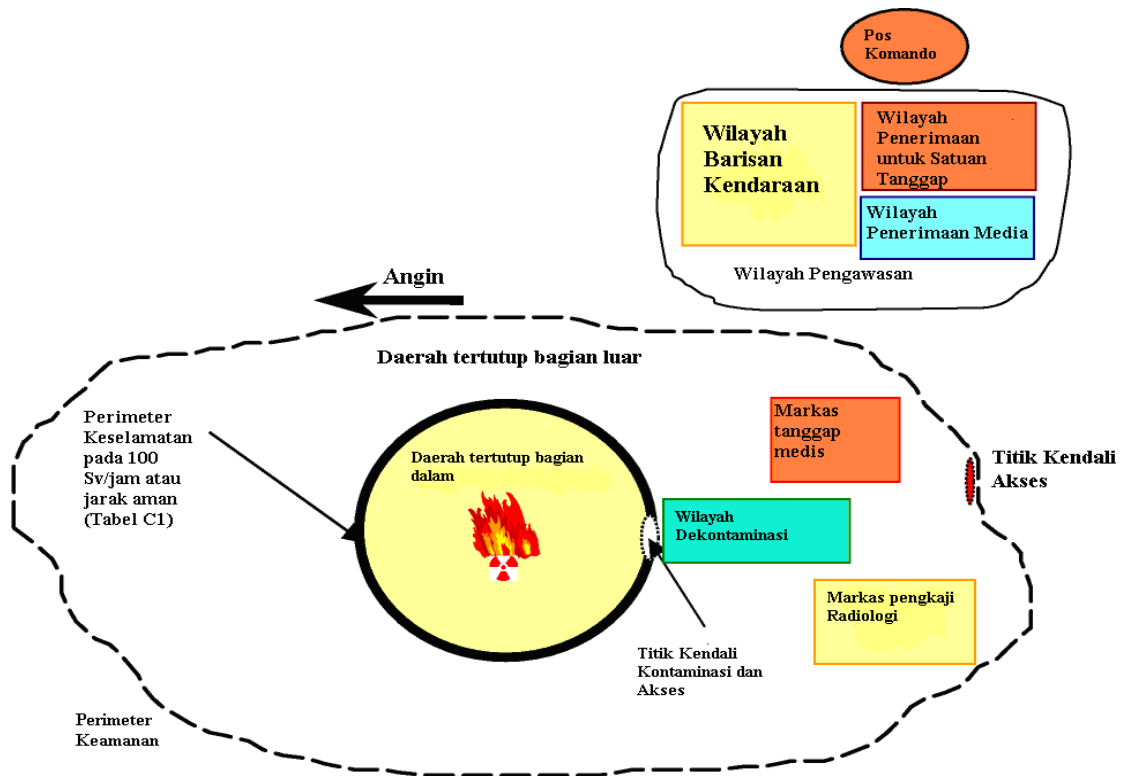 Pos
Komando
Wilayah
Barisan
Kendaraan
Wilayah
Penerimaan
untuk Satuan
Tanggap
Wilayah
Penerimaan Media
Wilayah Pengawasan
Angin
Daerah tertutup bagian luar
Perimeter
Keselamatan
pada 100
Sv/jam atau
jarak aman
(Tabel C1)
Daerah tertutup bagian
dalam
Markas
tanggap
medis
Titik Kendali
Akses
Wilayah
Dekontaminasi
Markas pengkaji
Radiologi
Titik Kendali
Kontaminasi dan
Akses
Perimeter
Keamanan